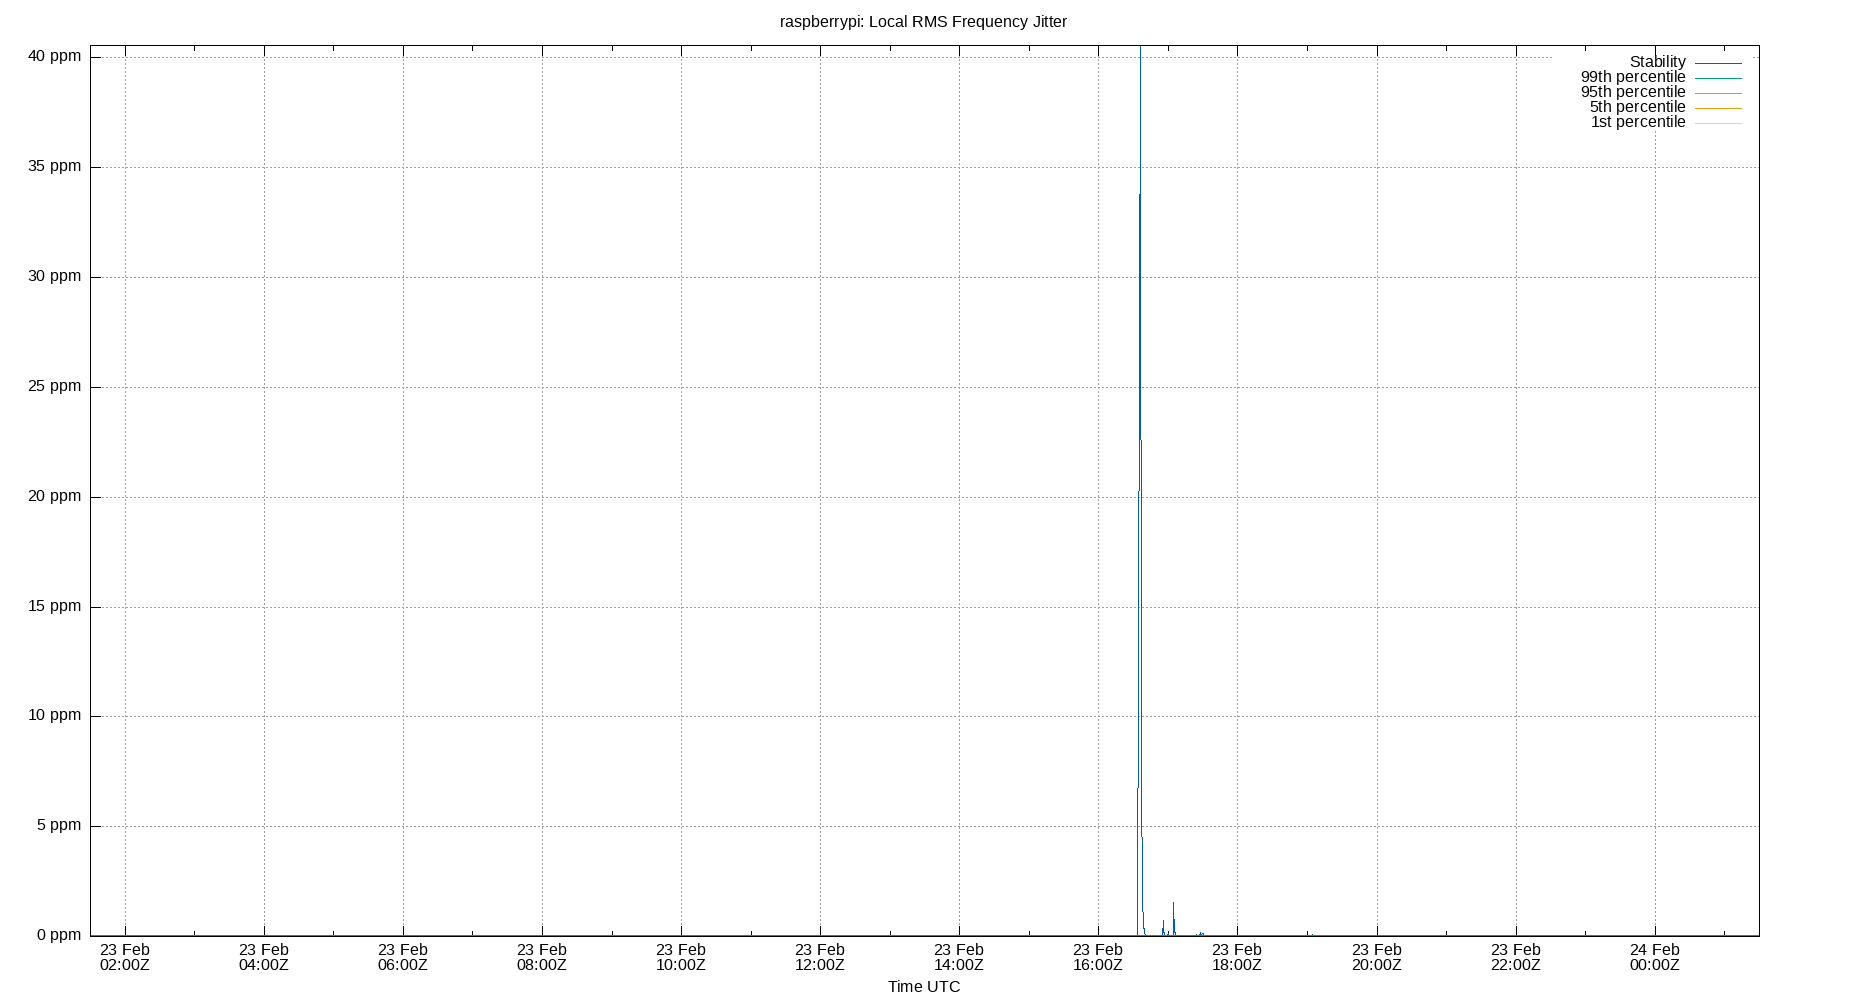 raspberrypi: Local RMS Frequency Jitter
40 ppm
35 ppm
30 ppm
25 ppm
20 ppm
15 ppm
10 ppm
5 ppm
0 ppm
Stability
99th percentile
95th percentile
5th percentile
1st percentile
23 Feb 23 Feb 23 Feb 23 Feb 23 Feb 23 Feb 23 Feb 23 Feb 23 Feb 23 Feb 23 Feb 24 Feb
02:00Z 04:00Z 06:00Z 08:00Z 10:00Z 12:00Z 14:00Z 16:00Z 18:00Z 20:00Z 22:00Z 00:00Z
Time UTC